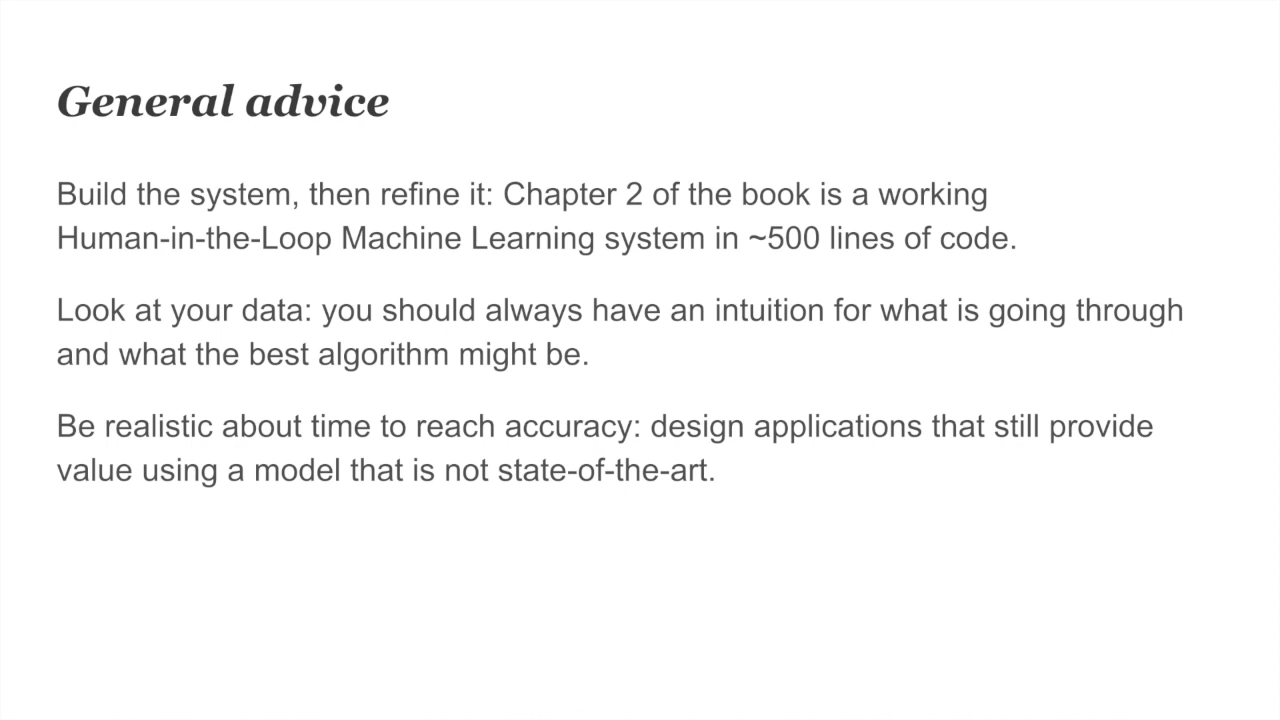 General advice
Build the system, then refine it: Chapter 2 of the book is a working
Human-in-the-Loop Machine Learning system in ~500 lines of code.
Look at your data: you should always have an intuition for what is going through
and what the best algorithm might be.
Be realistic about time to reach accuracy: design applications that still provide
value using a model that is not state-of-the-art.